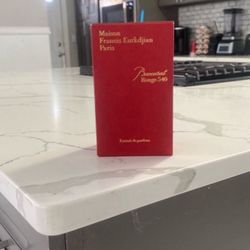 Maison
Francis Kurkdjian
Paris
Baccarat
Rouge 540
Extrait de parfum